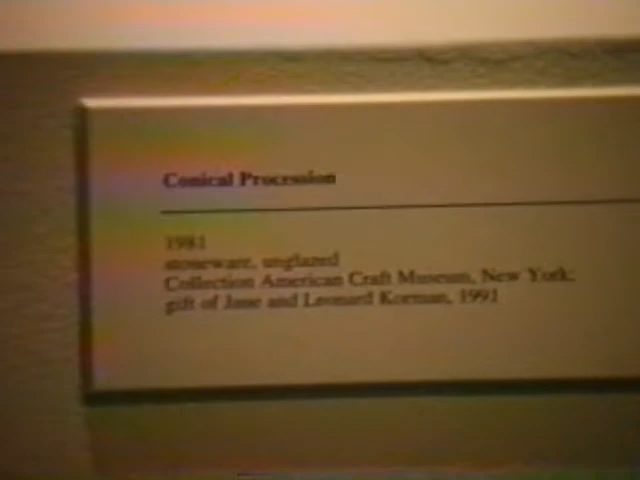 Conical Procession
1981
stoneware, unglazed
Collection American Craft Museum, New York;
gift of Jane and Leonard Korman, 1991